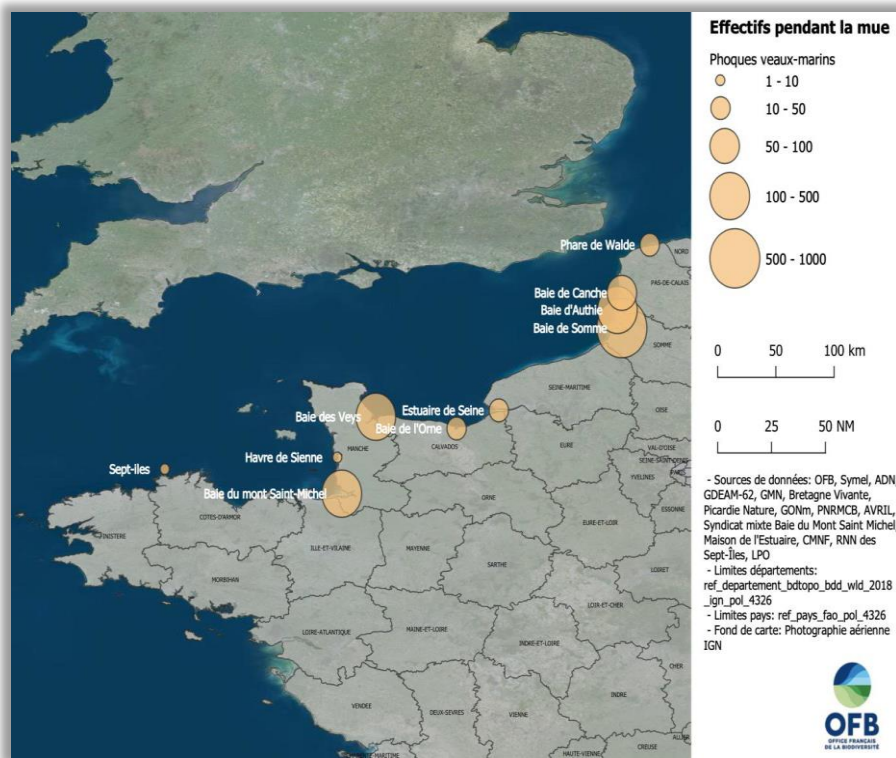 Effectifs pendant la mue
Phoques veaux-marins
1 - 10
10 - 50
50 - 100
100 - 500
500 - 1000
0 50 100 km
0 25 50 NM
- Sources de données: OFB, Symel, ADN,
GDEAM-62, GMN, Bretagne Vivante,
Picardie Nature, GONm, PNRMCB, AVRIL,
Syndicat mixte Baie du Mont Saint Michel,
Maison de l'Estuaire, CMNF, RNN des
Sept-Îles, LPO
- Limites départements:
ref_departement_bdtopo_bdd_wld_2018
_ign_pol_4326
- Limites pays: ref_pays_fao_pol_4326
- Fond de carte: Photographie aérienne
IGN
OFB
OFFICE FRANÇAIS
DE LA BIODIVERSITÉ
Phare de Walde
NORD
PAS-DE-CALAIS
Baie de Canche
Baie d'Authie
Baie de Somme
SOMME
SEINE-MARITIME
Estuaire de Seine
OISE
Baie des Veys
Baie de l'Orne
CALVADOS
EURE
VAL-D'OISE
MANCHE
Havre de Sienne
SEINE-SAINT-DENIS
PARIS
YVELINES
Sept-iles
Baie du mont Saint-Michel
ORNE
ESSONNE
COTES-D'ARMOR
FINISTERE
EURE-ET-LOIR
ILLE-ET-VILAINE
MAYENNE
SARTHE
LOIRET
MORBIHAN
LOIR-ET-CHER
LOIRE-ATLANTIQUE
MAINE-ET-LOIRE
INDRE-ET-LOIRE
CHER
INDRE
VENDEE
DEUX-SEVRES
VIENNE
HAUTE-VIENNE
CREUSE